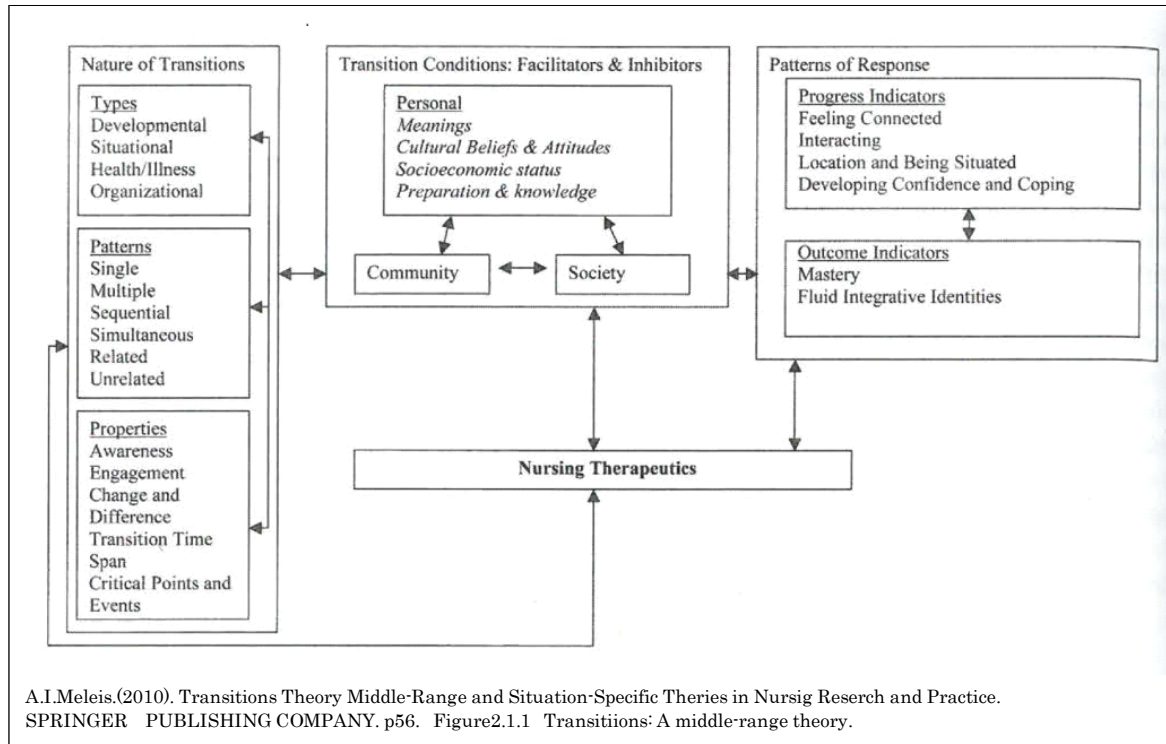 Nature of Transitions
Types
Developmental
Situational
Health/Illness
Organizational
Patterns
Single
Multiple
Sequential
Simultaneous
Related
Unrelated
Properties
Awareness
Engagement
Change and
Difference
Transition Time
Span
Critical Points and
Events
Transition Conditions: Facilitators & Inhibitors
Personal
Meanings
Cultural Beliefs & Attitudes
Socioeconomic status
Preparation & knowledge
Community
Society
Patterns of Response
Progress Indicators
Feeling Connected
Interacting
Location and Being Situated
Developing Confidence and Coping
Outcome Indicators
Mastery
Fluid Integrative Identities
Nursing Therapeutics
A.I.Meleis.(2010). Transitions Theory Middle-Range and Situation-Specific Theries in Nursig Reserch and Practice.
SPRINGER PUBLISHING COMPANY. p56. Figure2.1.1 Transitiions: A middle-range theory.